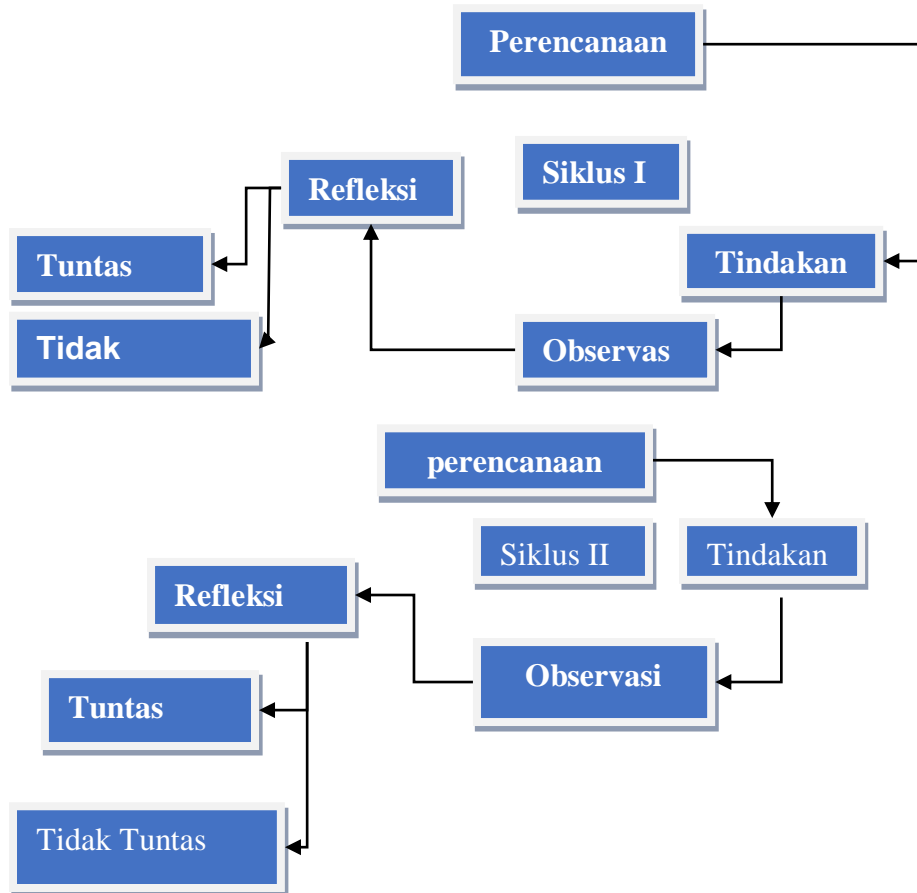 Perencanaan
Siklus I
Refleksi
Tuntas
Tindakan
Tidak
Observas
perencanaan
Siklus II
Tindakan
Refleksi
Observasi
Tuntas
Tidak Tuntas